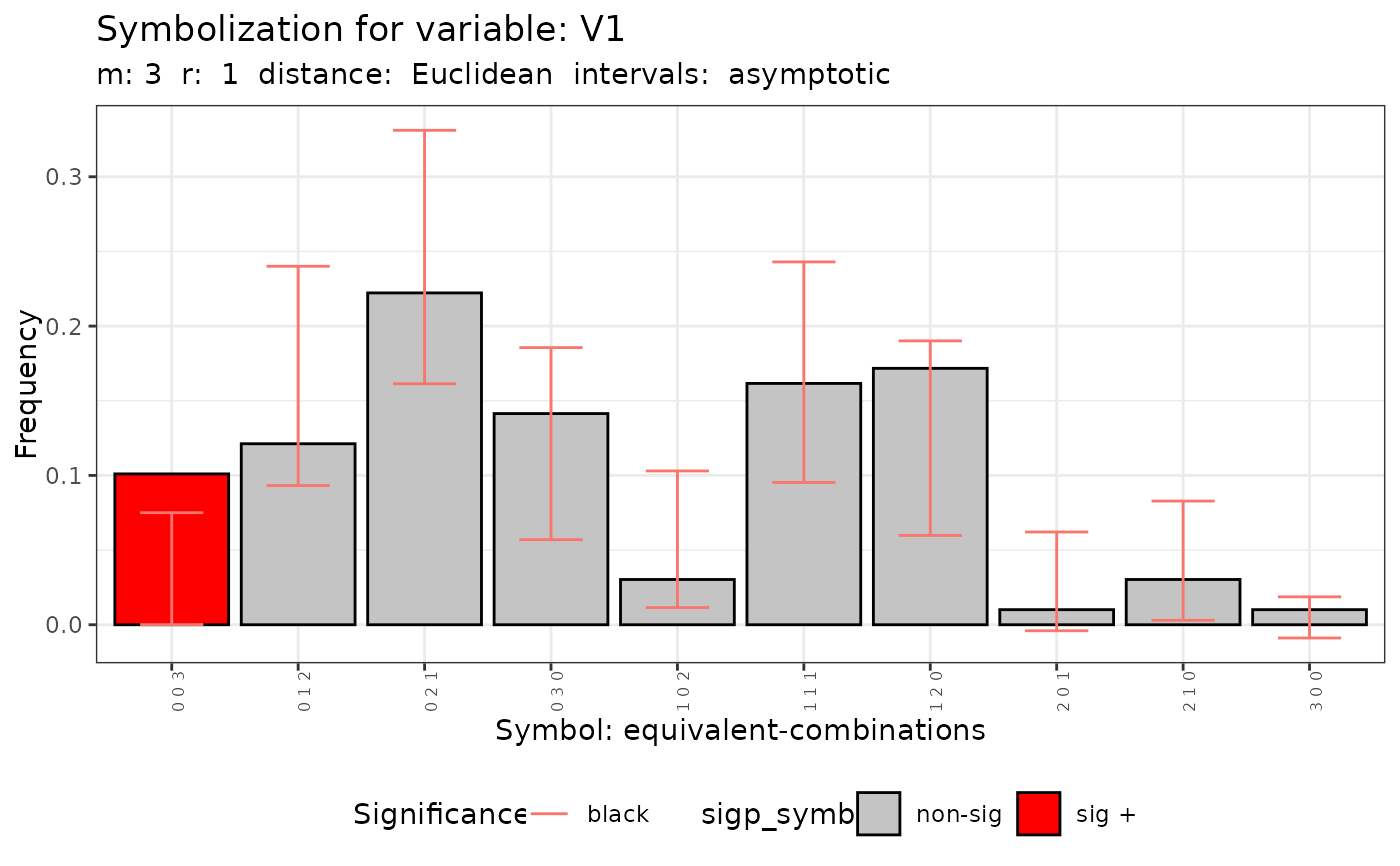 Symbolization for variable: V1
m: 3 r: 1 distance: Euclidean intervals: asymptotic
Frequency
0.3
0.2
0.1
0.0
0 0 3
0 1 2
0 2 1
0 3 0
1 0 2
1 1 1
1 2 0
2 0 1
2 1 0
3 0 0
Symbol: equivalent-combinations
Significance black sigp_symb non-sig sig +